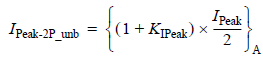 I_Peak-2P_unb = {(1 + K_IPeak) × I_Peak / 2}_A